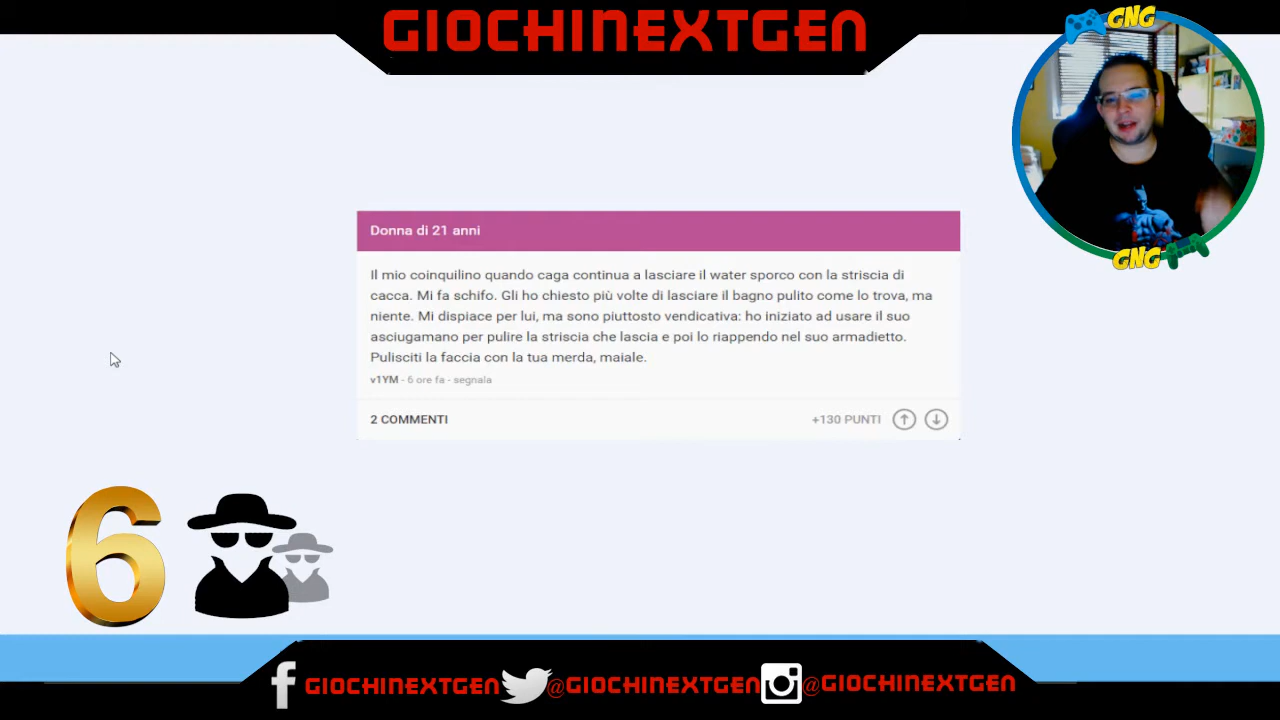 GIOCHINEXTGEN
GNG
GNG
Donna di 21 anni
Il mio coinquilino quando caga continua a lasciare il water sporco con la striscia di
cacca. Mi fa schifo. Gli ho chiesto più volte di lasciare il bagno pulito come lo trova, ma
niente. Mi dispiace per lui, ma sono piuttosto vendicativa: ho iniziato ad usare il suo
asciugamano per pulire la striscia che lascia e poi lo riappendo nel suo armadietto.
Pulisciti la faccia con la tua merda, maiale.
v1YM - 6 ore fa - segnala
2 COMMENTI
+130 PUNTI
6
GIOCHINEXTGEN
@GIOCHINEXTGEN
@GIOCHINEXTGEN